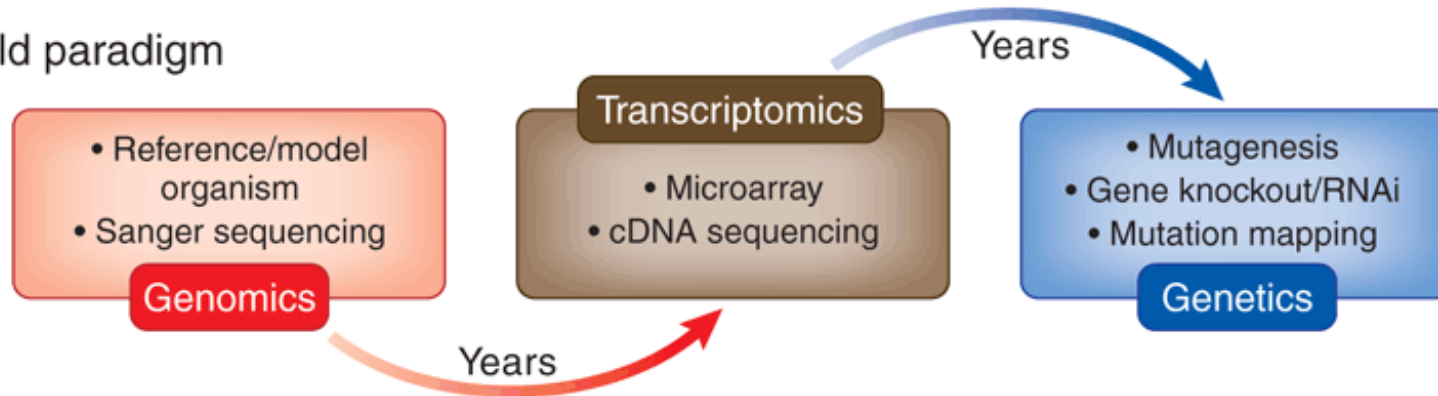 ld paradigm
• Reference/model
organism
• Sanger sequencing
Genomics
Years
Transcriptomics
• Microarray
• cDNA sequencing
Years
• Mutagenesis
• Gene knockout/RNAi
• Mutation mapping
Genetics